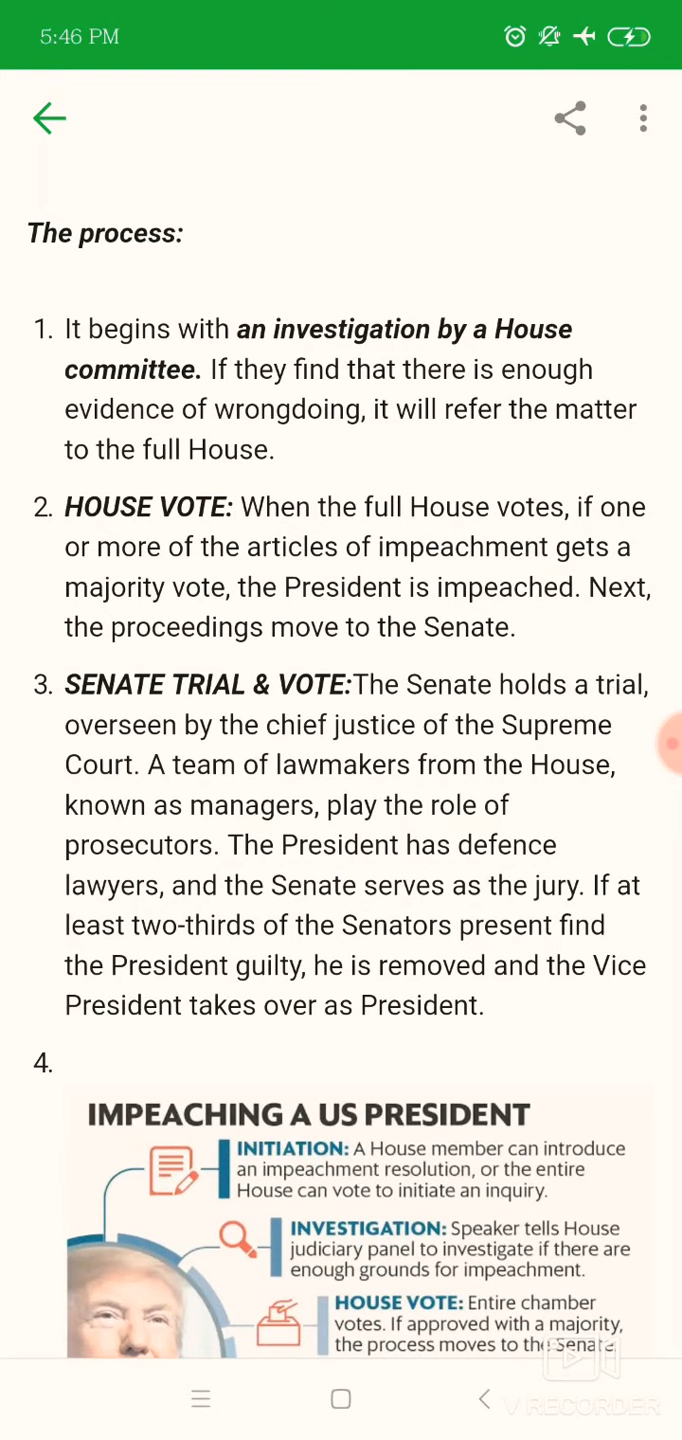 5:46 PM
The process:
1. It begins with an investigation by a House
committee. If they find that there is enough
evidence of wrongdoing, it will refer the matter
to the full House.
2. HOUSE VOTE: When the full House votes, if one
or more of the articles of impeachment gets a
majority vote, the President is impeached. Next,
the proceedings move to the Senate.
3. SENATE TRIAL & VOTE:The Senate holds a trial,
overseen by the chief justice of the Supreme
Court. A team of lawmakers from the House,
known as managers, play the role of
prosecutors. The President has defence
lawyers, and the Senate serves as the jury. If at
least two-thirds of the Senators present find
the President guilty, he is removed and the Vice
President takes over as President.
4.
IMPEACHING A US PRESIDENT
INITIATION: A House member can introduce
an impeachment resolution, or the entire
House can vote to initiate an inquiry.
INVESTIGATION: Speaker tells House
judiciary panel to investigate if there are
enough grounds for impeachment.
HOUSE VOTE: Entire chamber
votes. If approved with a majority,
the process moves to the Senate
V RECORDER